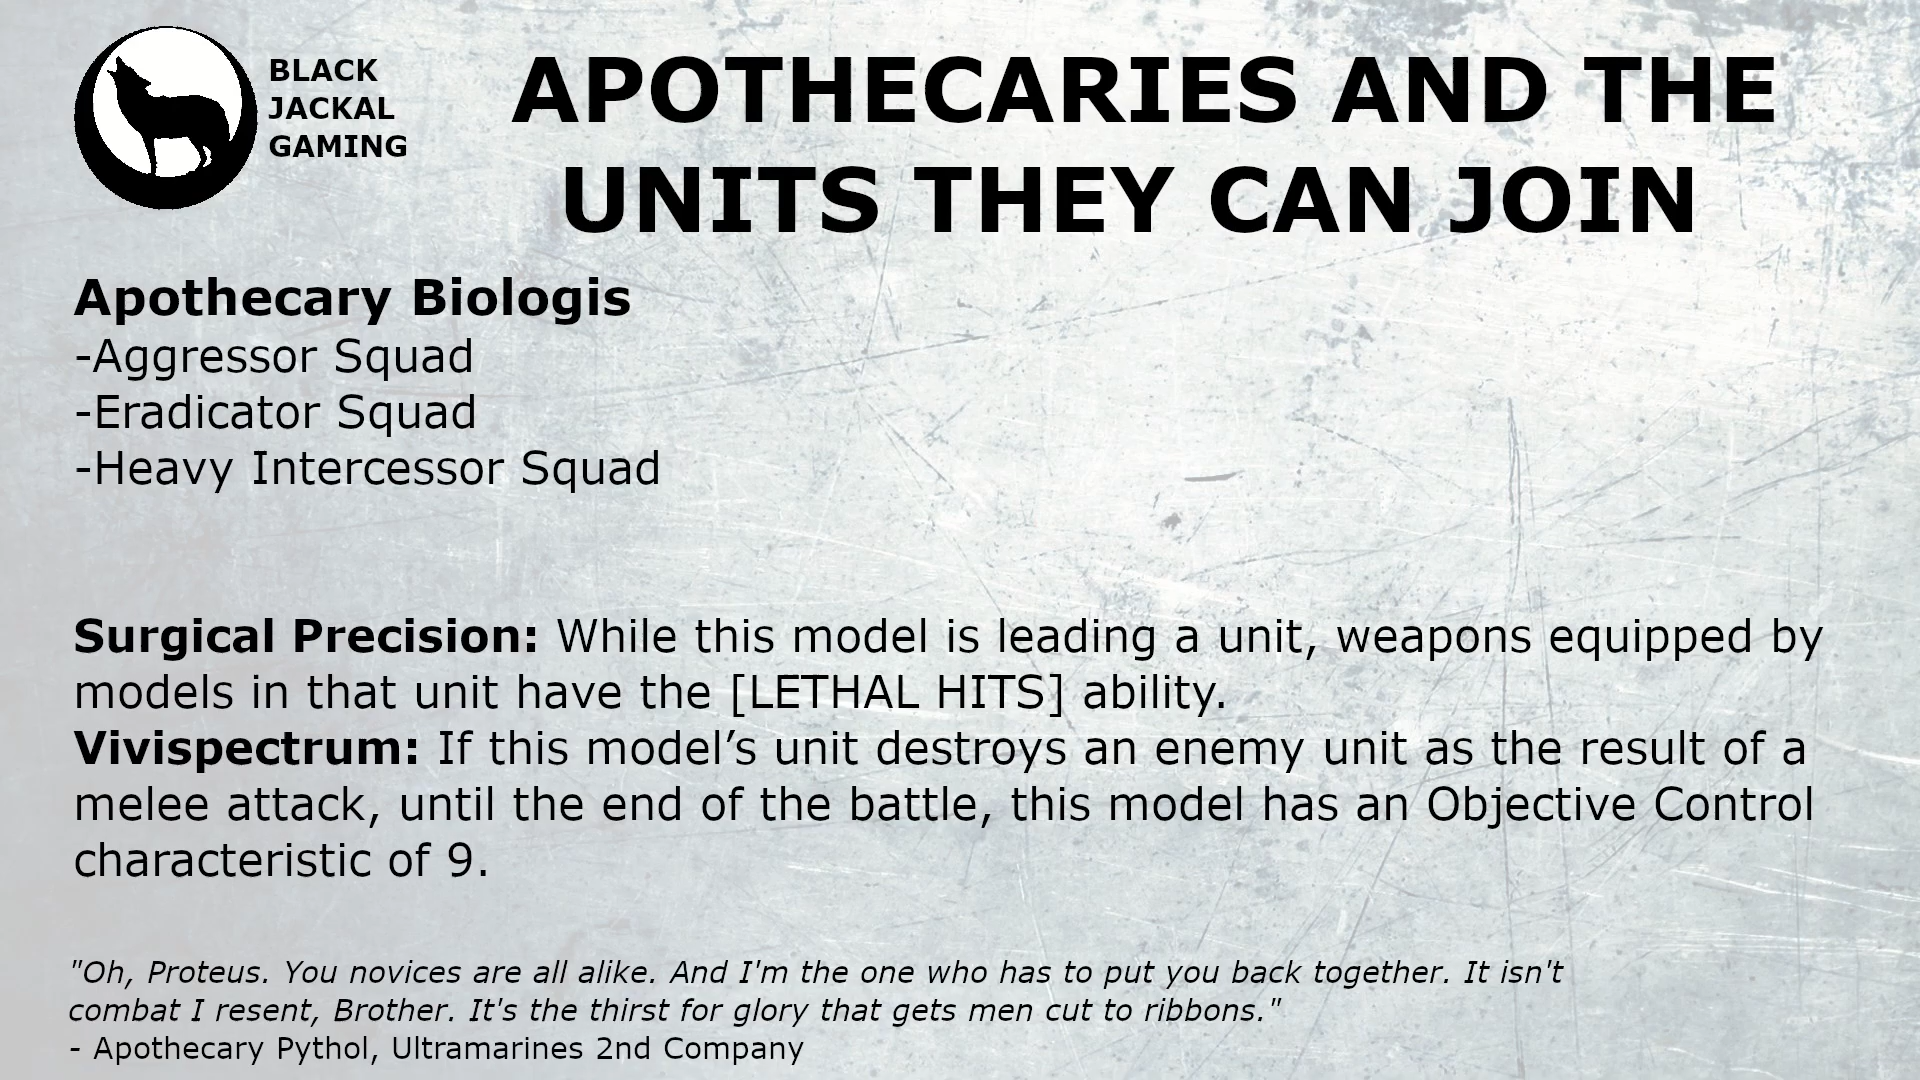 BLACK
JACKAL
GAMING
APOTHECARIES AND THE
UNITS THEY CAN JOIN
Apothecary Biologis
-Aggressor Squad
-Eradicator Squad
-Heavy Intercessor Squad
Surgical Precision: While this model is leading a unit, weapons equipped by
models in that unit have the [LETHAL HITS] ability.
Vivispectrum: If this model’s unit destroys an enemy unit as the result of a
melee attack, until the end of the battle, this model has an Objective Control
characteristic of 9.
"Oh, Proteus. You novices are all alike. And I'm the one who has to put you back together. It isn't
combat I resent, Brother. It's the thirst for glory that gets men cut to ribbons."
- Apothecary Pythol, Ultramarines 2nd Company